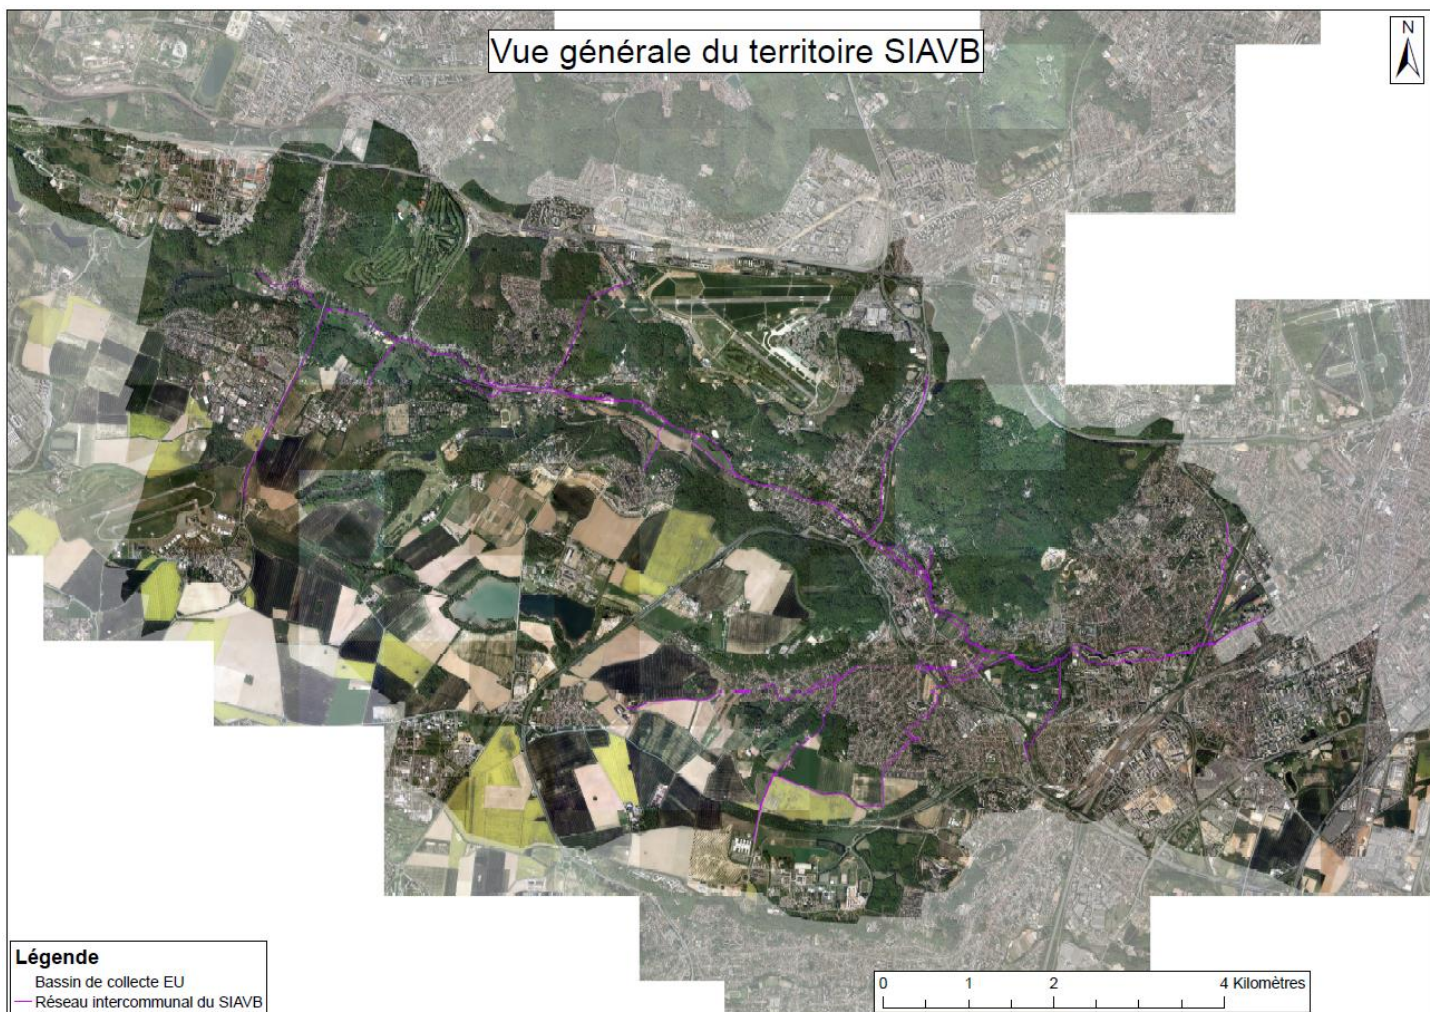 Vue générale du territoire SIAVB
N
Légende
Bassin de collecte EU
Réseau intercommunal du SIAVB
0 1 2 4 Kilomètres